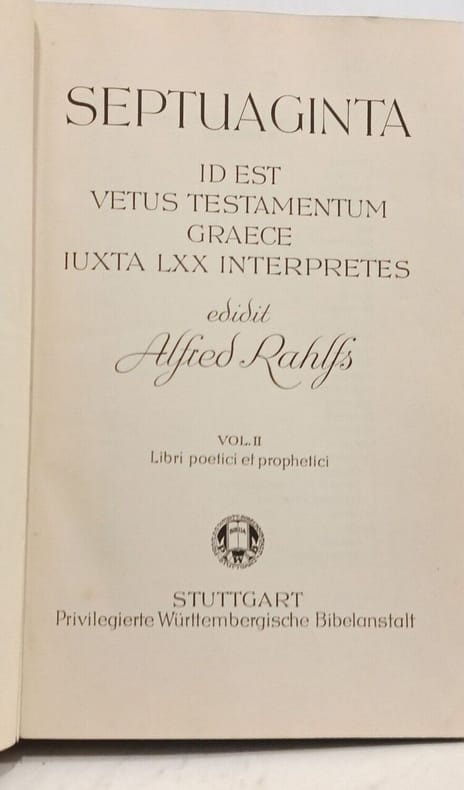 SEPTUAGINTA
ID EST
VETUS TESTAMENTUM
GRAECE
IUXTA LXX INTERPRETES
edidit
Alfred Rahlfs
VOL. II
Libri poetici et prophetici
STUTTGART
Privilegierte Württembergische Bibelanstalt